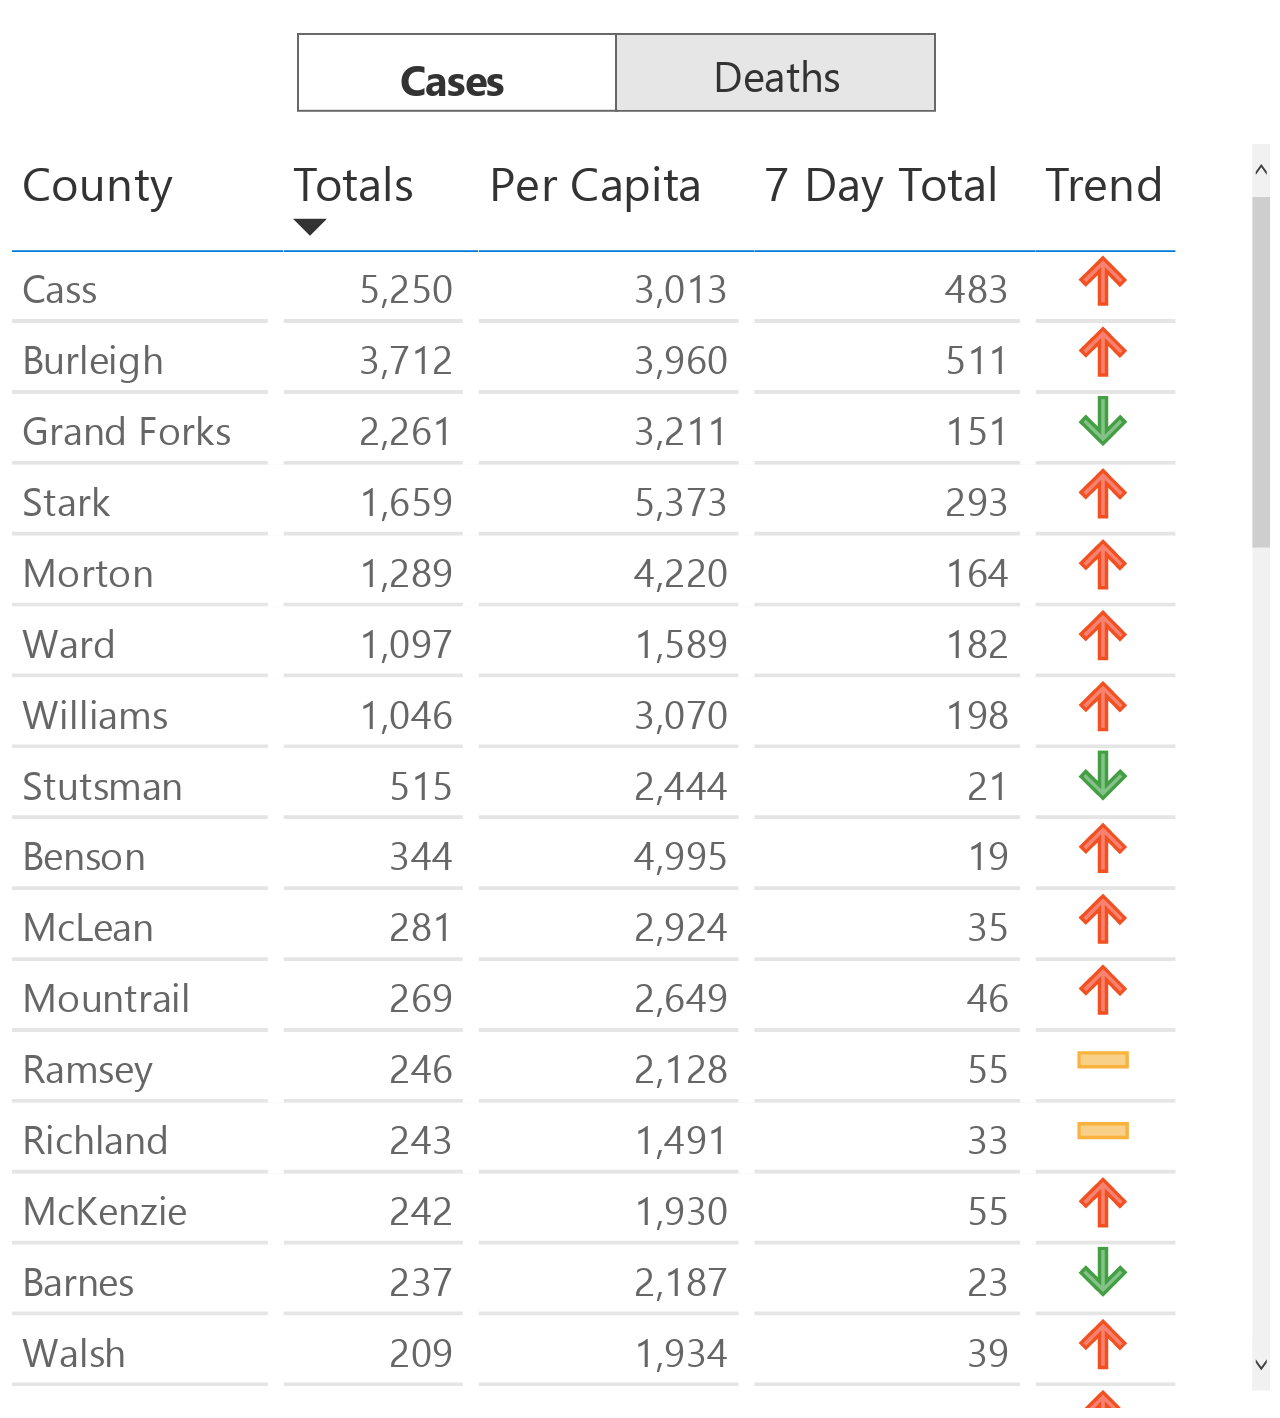 Cases Deaths
County Totals Per Capita 7 Day Total Trend
Cass 5,250 3,013 483
Burleigh 3,712 3,960 511
Grand Forks 2,261 3,211 151
Stark 1,659 5,373 293
Morton 1,289 4,220 164
Ward 1,097 1,589 182
Williams 1,046 3,070 198
Stutsman 515 2,444 21
Benson 344 4,995 19
McLean 281 2,924 35
Mountrail 269 2,649 46
Ramsey 246 2,128 55
Richland 243 1,491 33
McKenzie 242 1,930 55
Barnes 237 2,187 23
Walsh 209 1,934 39